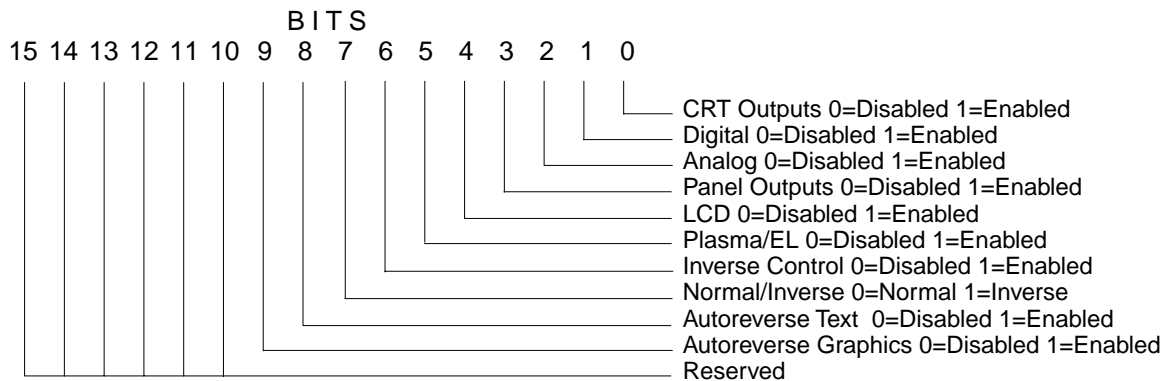 B I T S
15 14 13 12 11 10 9 8 7 6 5 4 3 2 1 0
CRT Outputs 0=Disabled 1=Enabled
Digital 0=Disabled 1=Enabled
Analog 0=Disabled 1=Enabled
Panel Outputs 0=Disabled 1=Enabled
LCD 0=Disabled 1=Enabled
Plasma/EL 0=Disabled 1=Enabled
Inverse Control 0=Disabled 1=Enabled
Normal/Inverse 0=Normal 1=Inverse
Autoreverse Text 0=Disabled 1=Enabled
Autoreverse Graphics 0=Disabled 1=Enabled
Reserved